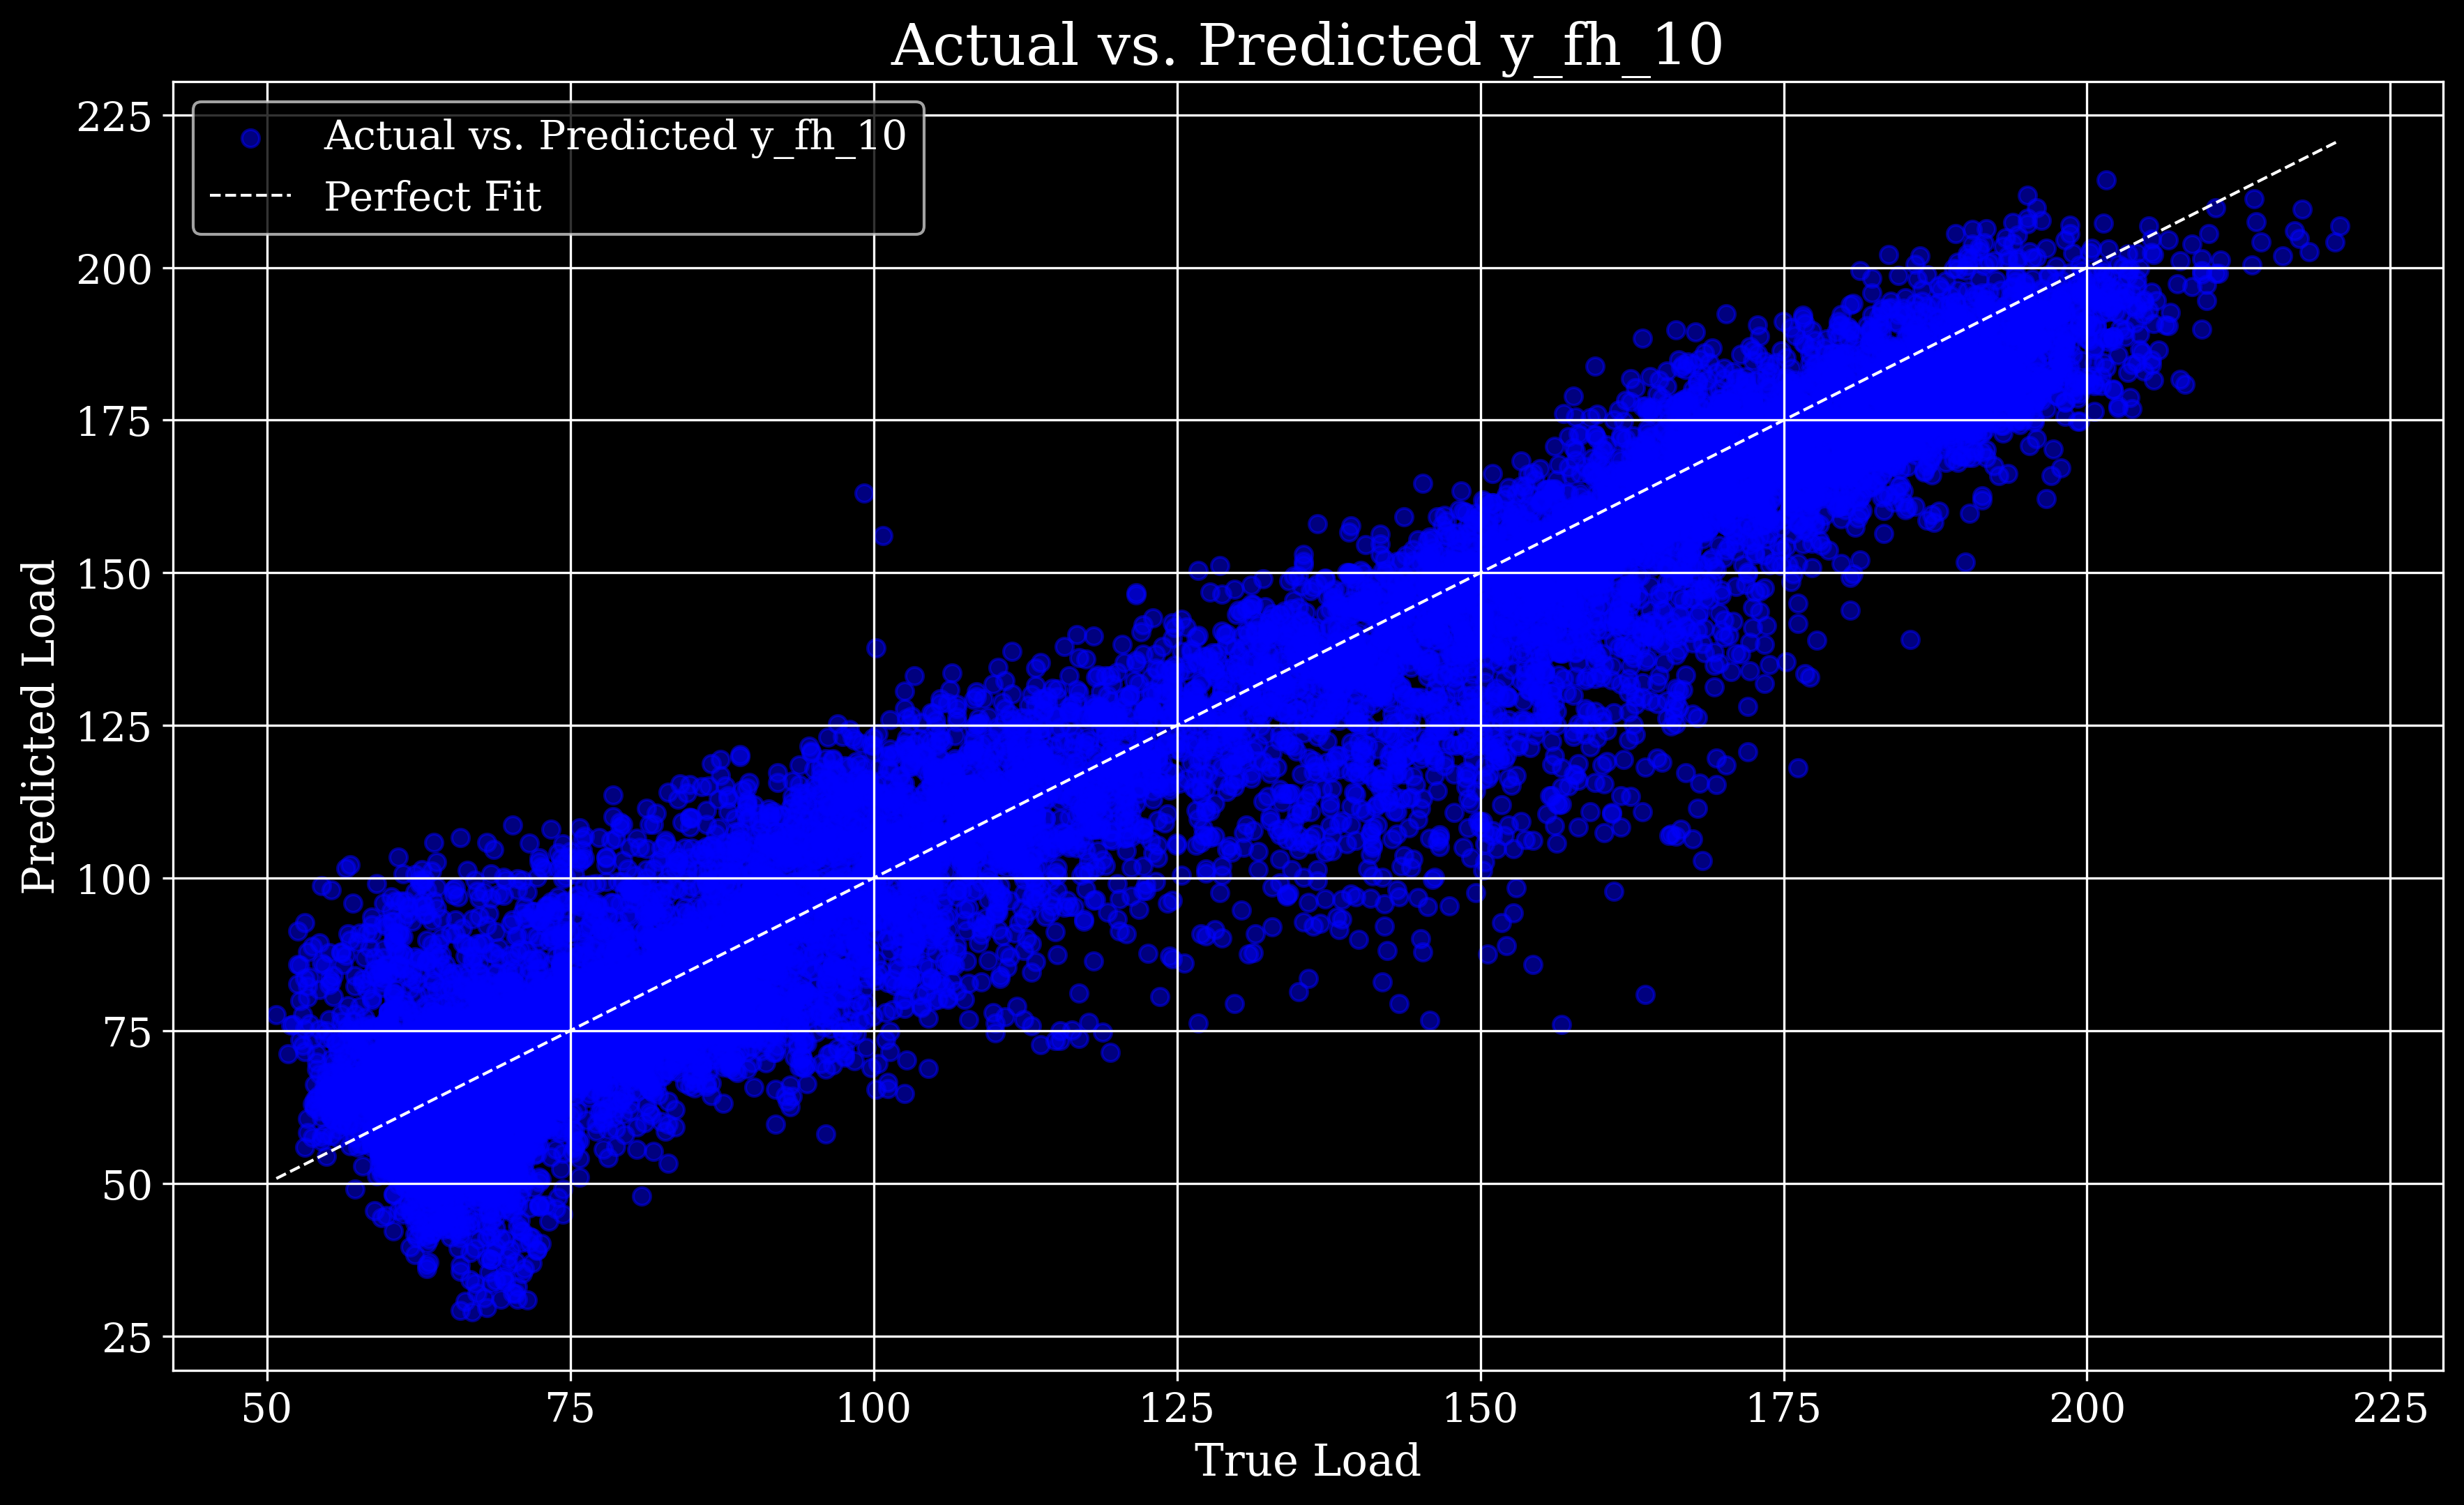 Actual vs. Predicted y_fh_10
Actual vs. Predicted y_fh_10
Perfect Fit
225
200
175
150
125
100
75
50
25
Predicted Load
50 75 100 125 150 175 200 225
True Load